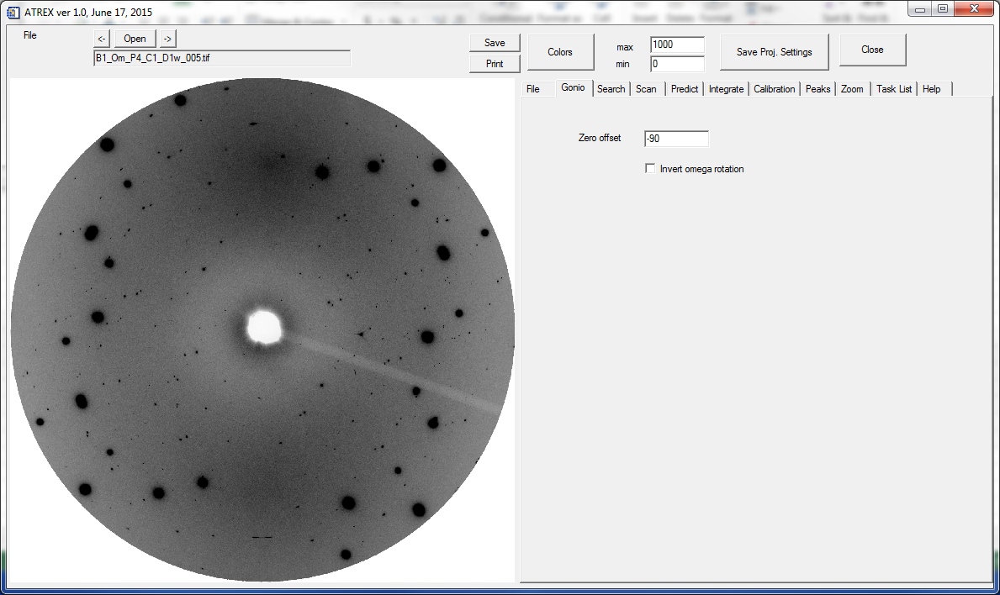 ATREX ver 1.0, June 17, 2015
File
<- Open ->
B1_Om_P4_C1_D1w_005.tif
Save
Print
Colors
max 1000
min 0
Save Proj. Settings
Close
File Gonio Search Scan Predict Integrate Calibration Peaks Zoom Task List Help
Zero offset -90
Invert omega rotation